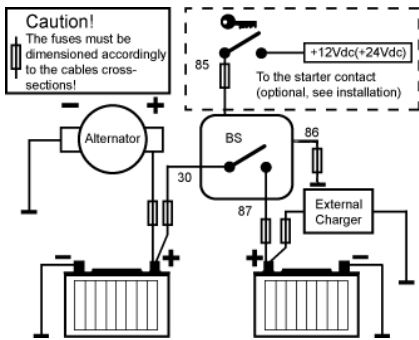 Caution!
The fuses must be
dimensioned accordingly
to the cables cross-
sections!
+12Vdc(+24Vdc)
85
To the starter contact
(optional, see installation)
− +
Alternator
BS
86
30
87
External
Charger
− +
+ −